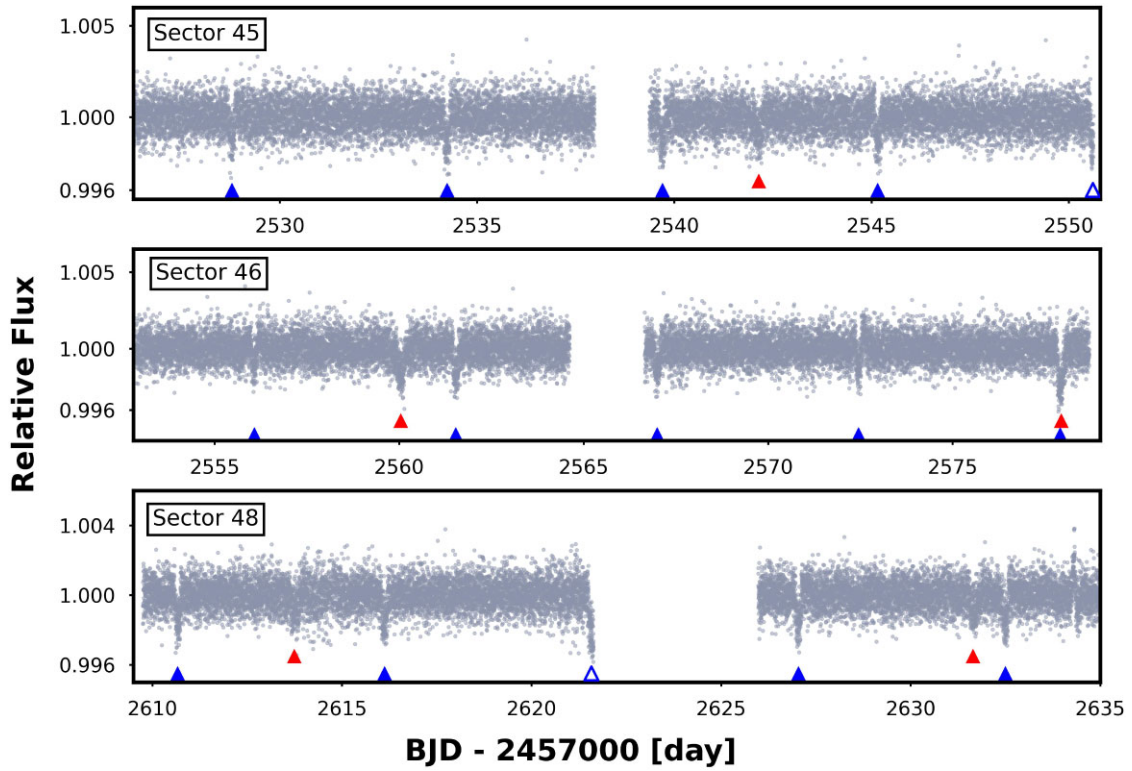 Sector 45
1.005
1.000
0.996
2530 2535 2540 2545 2550
Sector 46
1.005
1.000
0.996
2555 2560 2565 2570 2575
Sector 48
1.004
1.000
0.996
2610 2615 2620 2625 2630 2635
Relative Flux
BJD - 2457000 [day]